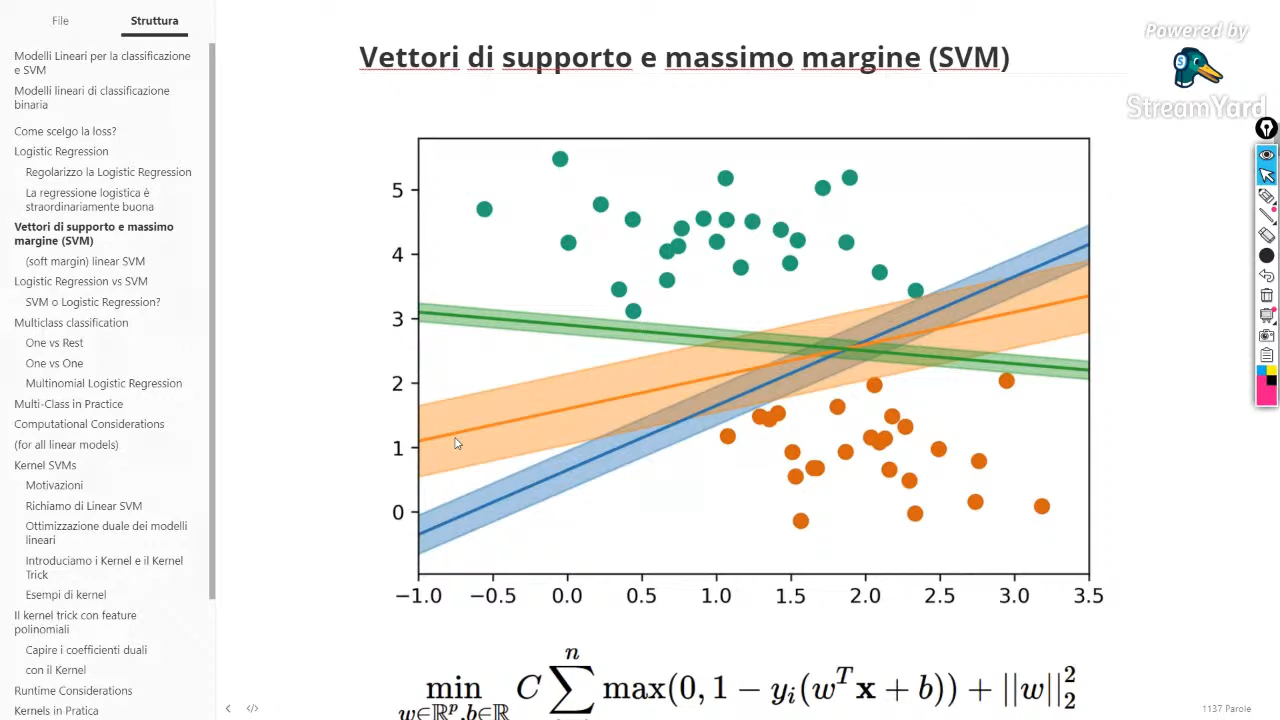 File
Struttura
Modelli Lineari per la classificazione
e SVM
Modelli lineari di classificazione
binaria
Come scelgo la loss?
Logistic Regression
Regolarizzo la Logistic Regression
La regressione logistica è
straordinariamente buona
Vettori di supporto e massimo
margine (SVM)
(soft margin) linear SVM
Logistic Regression vs SVM
SVM o Logistic Regression?
Multiclass classification
One vs Rest
One vs One
Multinomial Logistic Regression
Multi-Class in Practice
Computational Considerations
(for all linear models)
Kernel SVMs
Motivazioni
Richiamo di Linear SVM
Ottimizzazione duale dei modelli
lineari
Introduciamo i Kernel e il Kernel
Trick
Esempi di kernel
Il kernel trick con feature
polinomiali
Capire i coefficienti duali
con il Kernel
Runtime Considerations
Kernels in Pratica
Vettori di supporto e massimo margine (SVM)
Powered by
StreamYard
5
4
3
2
1
0
−1.0 −0.5 0.0 0.5 1.0 1.5 2.0 2.5 3.0 3.5
n
min C ∑ max(0, 1 − y_i(w^T x + b)) + ||w||_2^2
w∈ℝ^p, b∈ℝ
1137 Parole